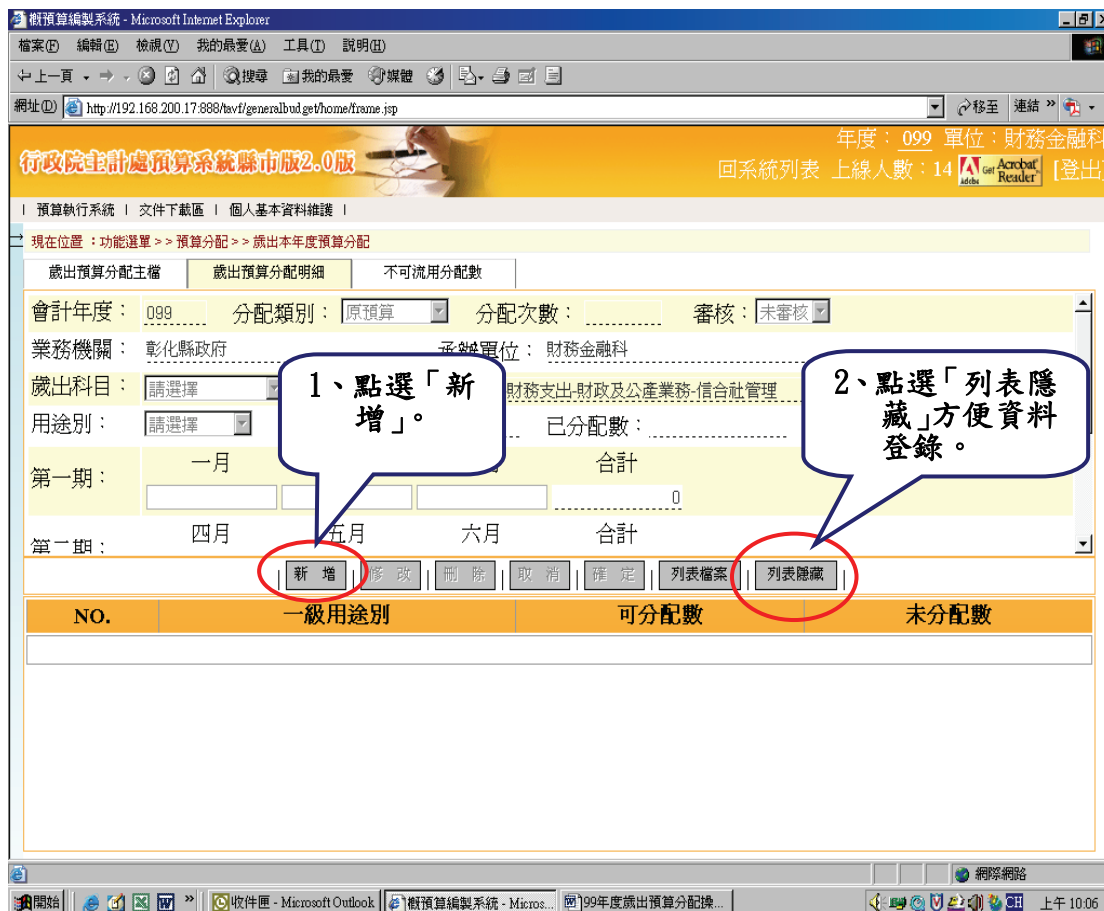 概預算編製系統 - Microsoft Internet Explorer
檔案(F) 編輯(E) 檢視(V) 我的最愛(A) 工具(T) 說明(H)
上一頁 搜尋 我的最愛 媒體
網址(D) http://192.168.200.17:888/tavf/generalbudget/home/frame.jsp 移至 連結 »
行政院主計處預算系統縣市版2.0版
年度：099 單位：財務金融科
回系統列表 上線人數：14 Adobe Get Acrobat Reader [登出]
| 預算執行系統 | 文件下載區 | 個人基本資料維護 |
現在位置：功能選單>>預算分配>>歲出本年度預算分配
歲出預算分配主檔 歲出預算分配明細 不可流用分配數
會計年度： 099 分配類別： 原預算 分配次數： 審核： 未審核
業務機關： 彰化縣政府 承辦單位： 財務金融科
歲出科目： 請選擇 財務支出-財政及公產業務-信合社管理
用途別： 請選擇 已分配數：
1、點選「新增」。
2、點選「列表隱藏」方便資料登錄。
一月 合計
第一期：
0
四月 五月 六月 合計
第二期：
| 新 增 | 修 改 | 刪 除 | 取 消 | 確 定 | 列表檔案 | 列表隱藏 |
NO. 一級用途別 可分配數 未分配數
網際網路
開始 » 收件匣 - Microsoft Outlook 概預算編製系統 - Micros... 99年度歲出預算分配操... CH 上午 10:06